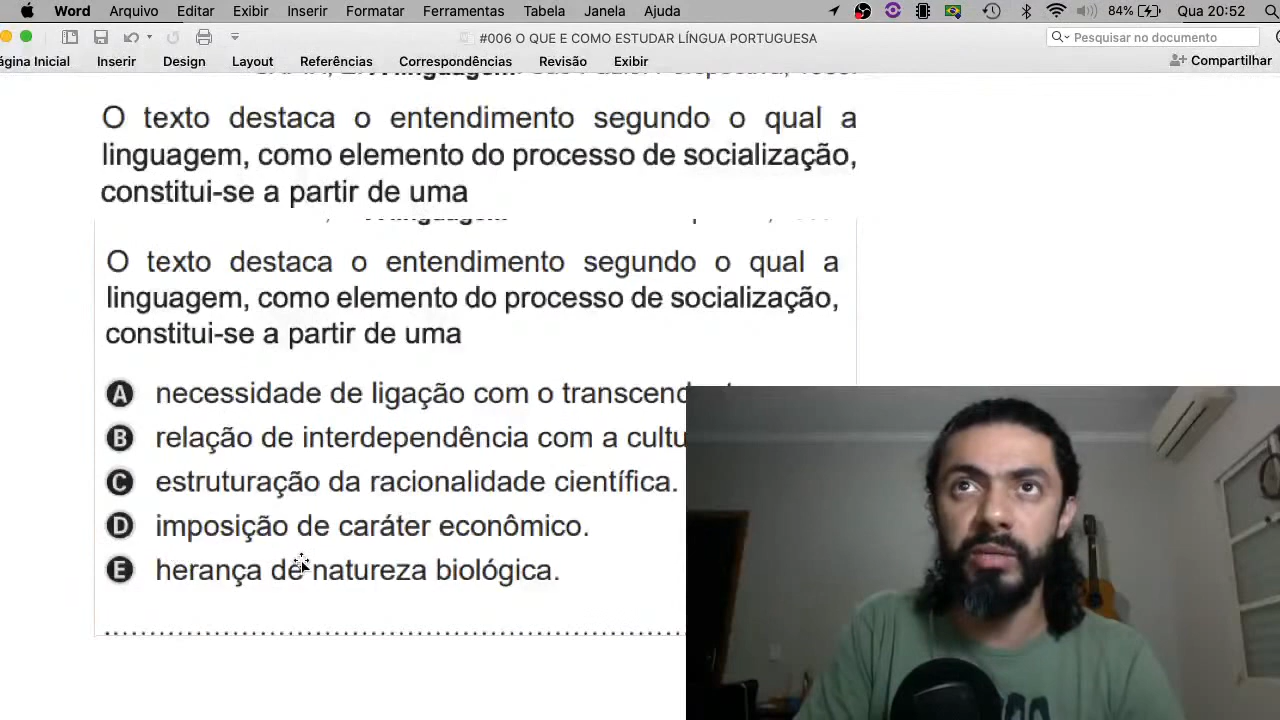 Word Arquivo Editar Exibir Inserir Formatar Ferramentas Tabela Janela Ajuda 84% Qua 20:52
#006 O QUE E COMO ESTUDAR LÍNGUA PORTUGUESA
Pesquisar no documento
ágina Inicial Inserir Design Layout Referências Correspondências Revisão Exibir Compartilhar
O texto destaca o entendimento segundo o qual a
linguagem, como elemento do processo de socialização,
constitui-se a partir de uma
O texto destaca o entendimento segundo o qual a
linguagem, como elemento do processo de socialização,
constitui-se a partir de uma
A necessidade de ligação com o transcend
B relação de interdependência com a cultu
C estruturação da racionalidade científica.
D imposição de caráter econômico.
E herança de natureza biológica.